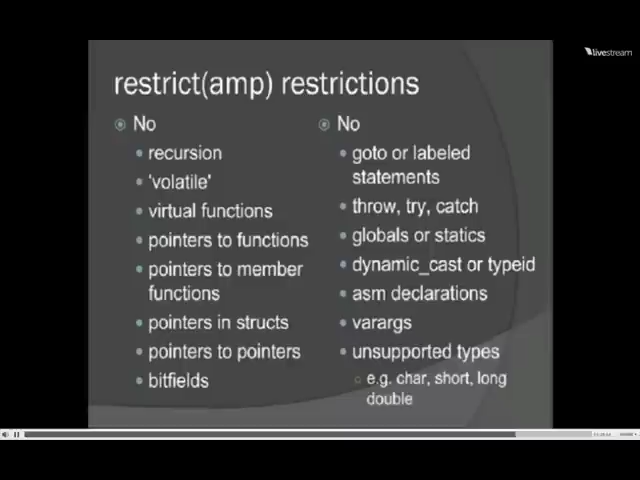 livestream
restrict(amp) restrictions
No
recursion
'volatile'
virtual functions
pointers to functions
pointers to member
functions
pointers in structs
pointers to pointers
bitfields
No
goto or labeled
statements
throw, try, catch
globals or statics
dynamic_cast or typeid
asm declarations
varargs
unsupported types
e.g. char, short, long
double